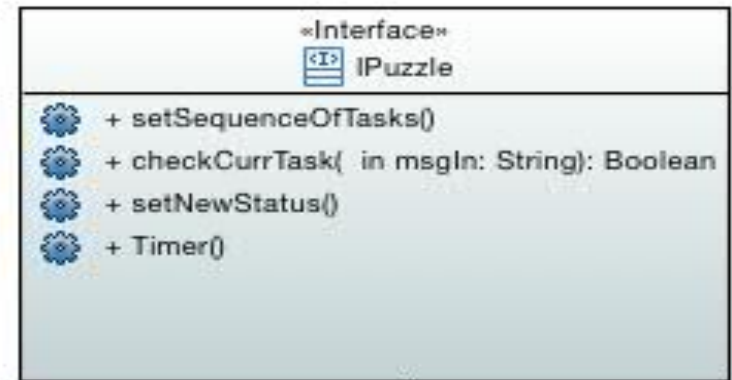 «Interface»
<I> IPuzzle
+ setSequenceOfTasks()
+ checkCurrTask( in msgIn: String): Boolean
+ setNewStatus()
+ Timer()